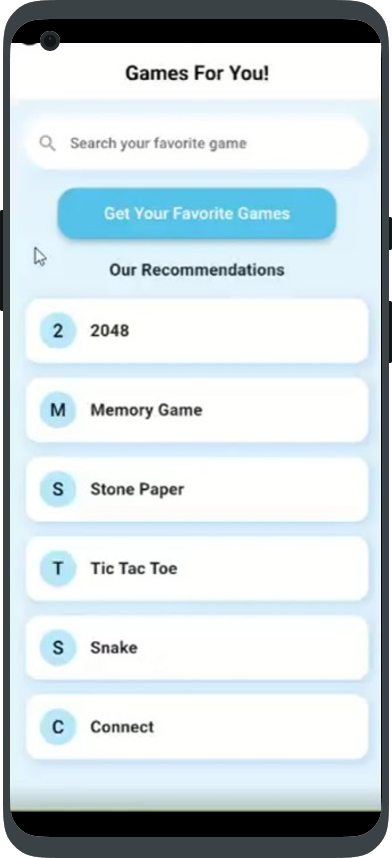 Games For You!
Search your favorite game
Get Your Favorite Games
Our Recommendations
2 2048
M Memory Game
S Stone Paper
T Tic Tac Toe
S Snake
C Connect